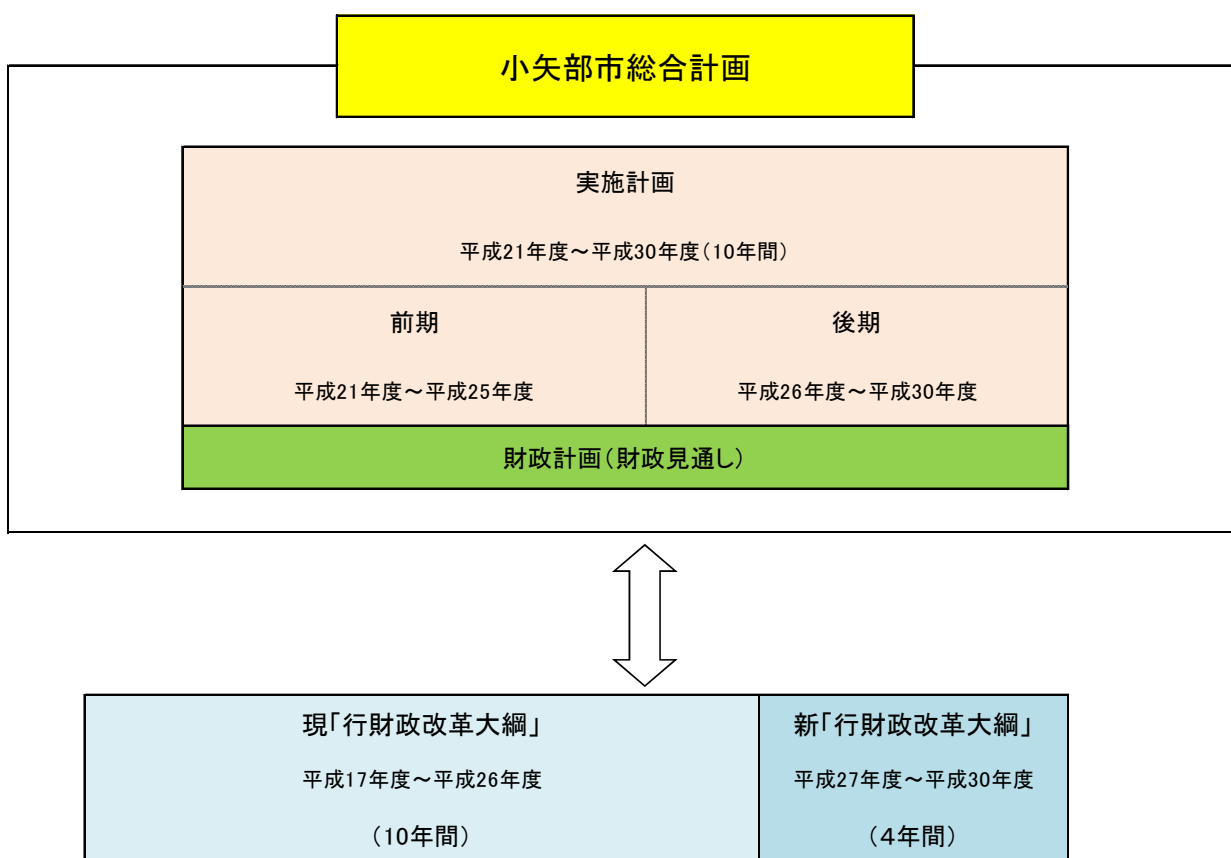 小矢部市総合計画
実施計画
平成21年度～平成30年度（10年間）
前期
平成21年度～平成25年度
後期
平成26年度～平成30年度
財政計画（財政見通し）
現「行財政改革大綱」
平成17年度～平成26年度
（10年間）
新「行財政改革大綱」
平成27年度～平成30年度
（４年間）